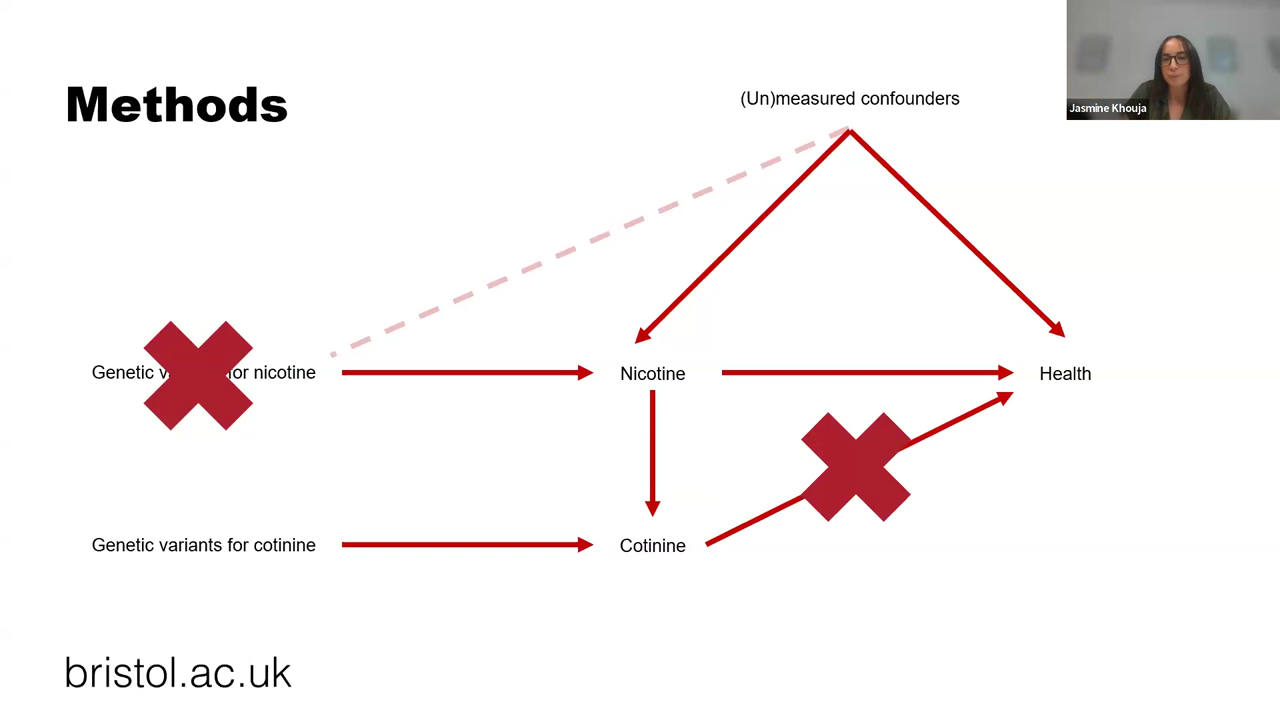 Methods
(Un)measured confounders
Jasmine Khouja
Genetic v for nicotine
Nicotine
Health
Genetic variants for cotinine
Cotinine
bristol.ac.uk